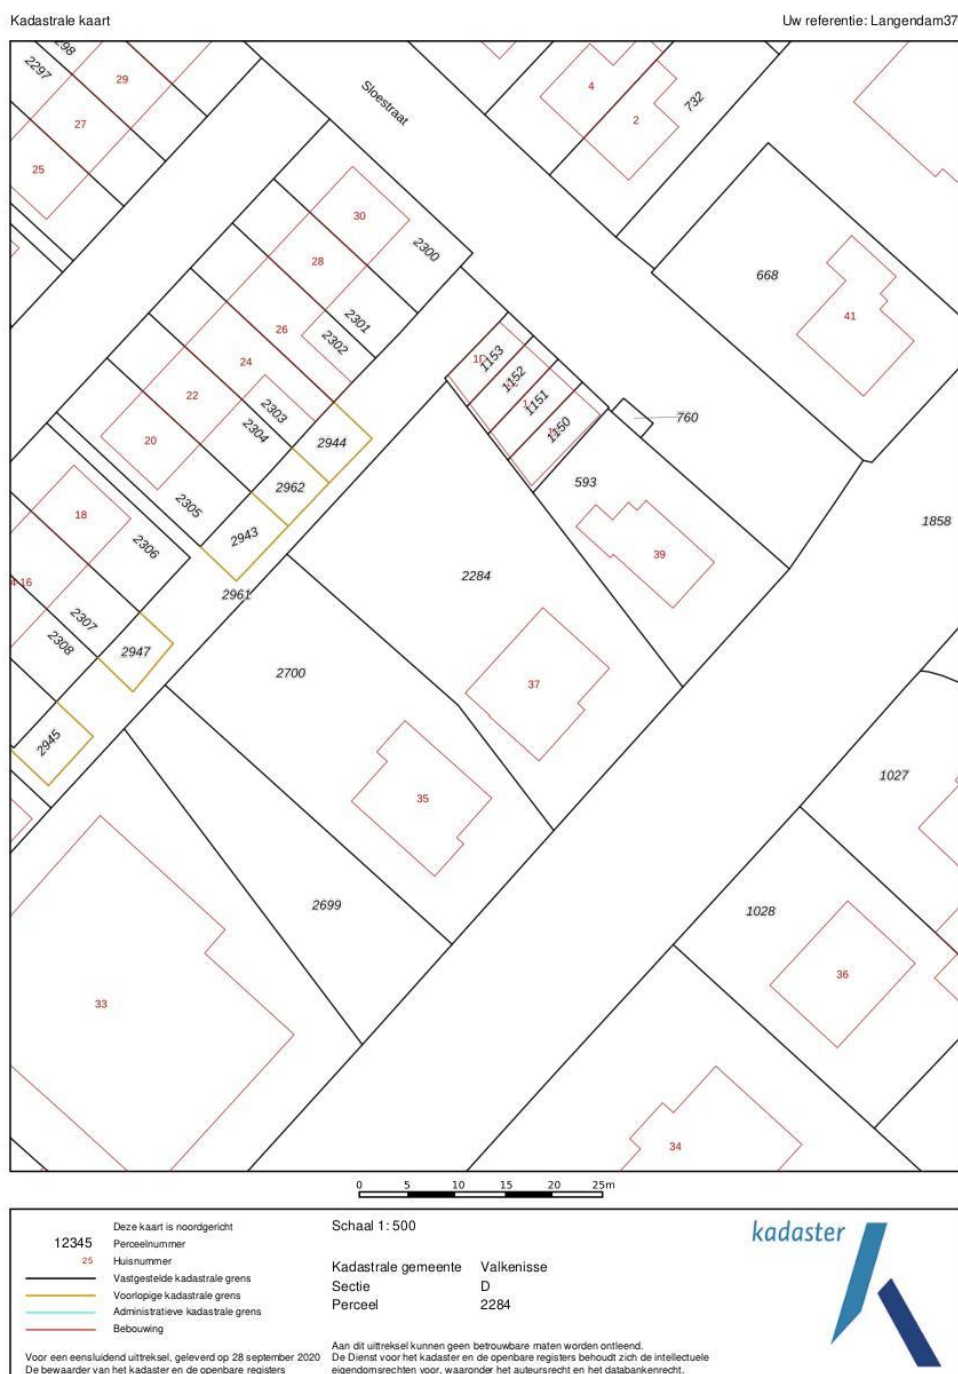 Kadastrale kaart
Uw referentie: Langendam37
298
2297
29
27
25
Sloestraat
4
2
732
30
2300
28
2301
26
2302
24
22
2303
20
2304
2305
668
41
1153
1152
1151
1150
760
593
39
1858
2944
2962
2943
2961
18
2306
2307
2308
2947
2945
2284
2700
37
35
2699
33
1027
1028
36
34
0 5 10 15 20 25m
Deze kaart is noordgericht
12345 Perceelnummer
25 Huisnummer
Vastgestelde kadastrale grens
Voorlopige kadastrale grens
Administratieve kadastrale grens
Bebouwing
Voor een eensluidend uittreksel, geleverd op 28 september 2020
De bewaarder van het kadaster en de openbare registers
Schaal 1: 500
Kadastrale gemeente Valkenisse
Sectie D
Perceel 2284
Aan dit uittreksel kunnen geen betrouwbare maten worden ontleend.
De Dienst voor het kadaster en de openbare registers behoudt zich de intellectuele
eigendomsrechten voor, waaronder het auteursrecht en het databankenrecht.
kadaster